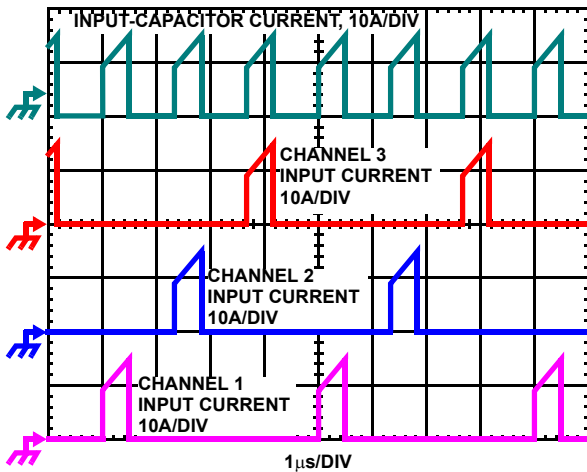 INPUT-CAPACITOR CURRENT, 10A/DIV
CHANNEL 3
INPUT CURRENT
10A/DIV
CHANNEL 2
INPUT CURRENT
10A/DIV
CHANNEL 1
INPUT CURRENT
10A/DIV
1μs/DIV